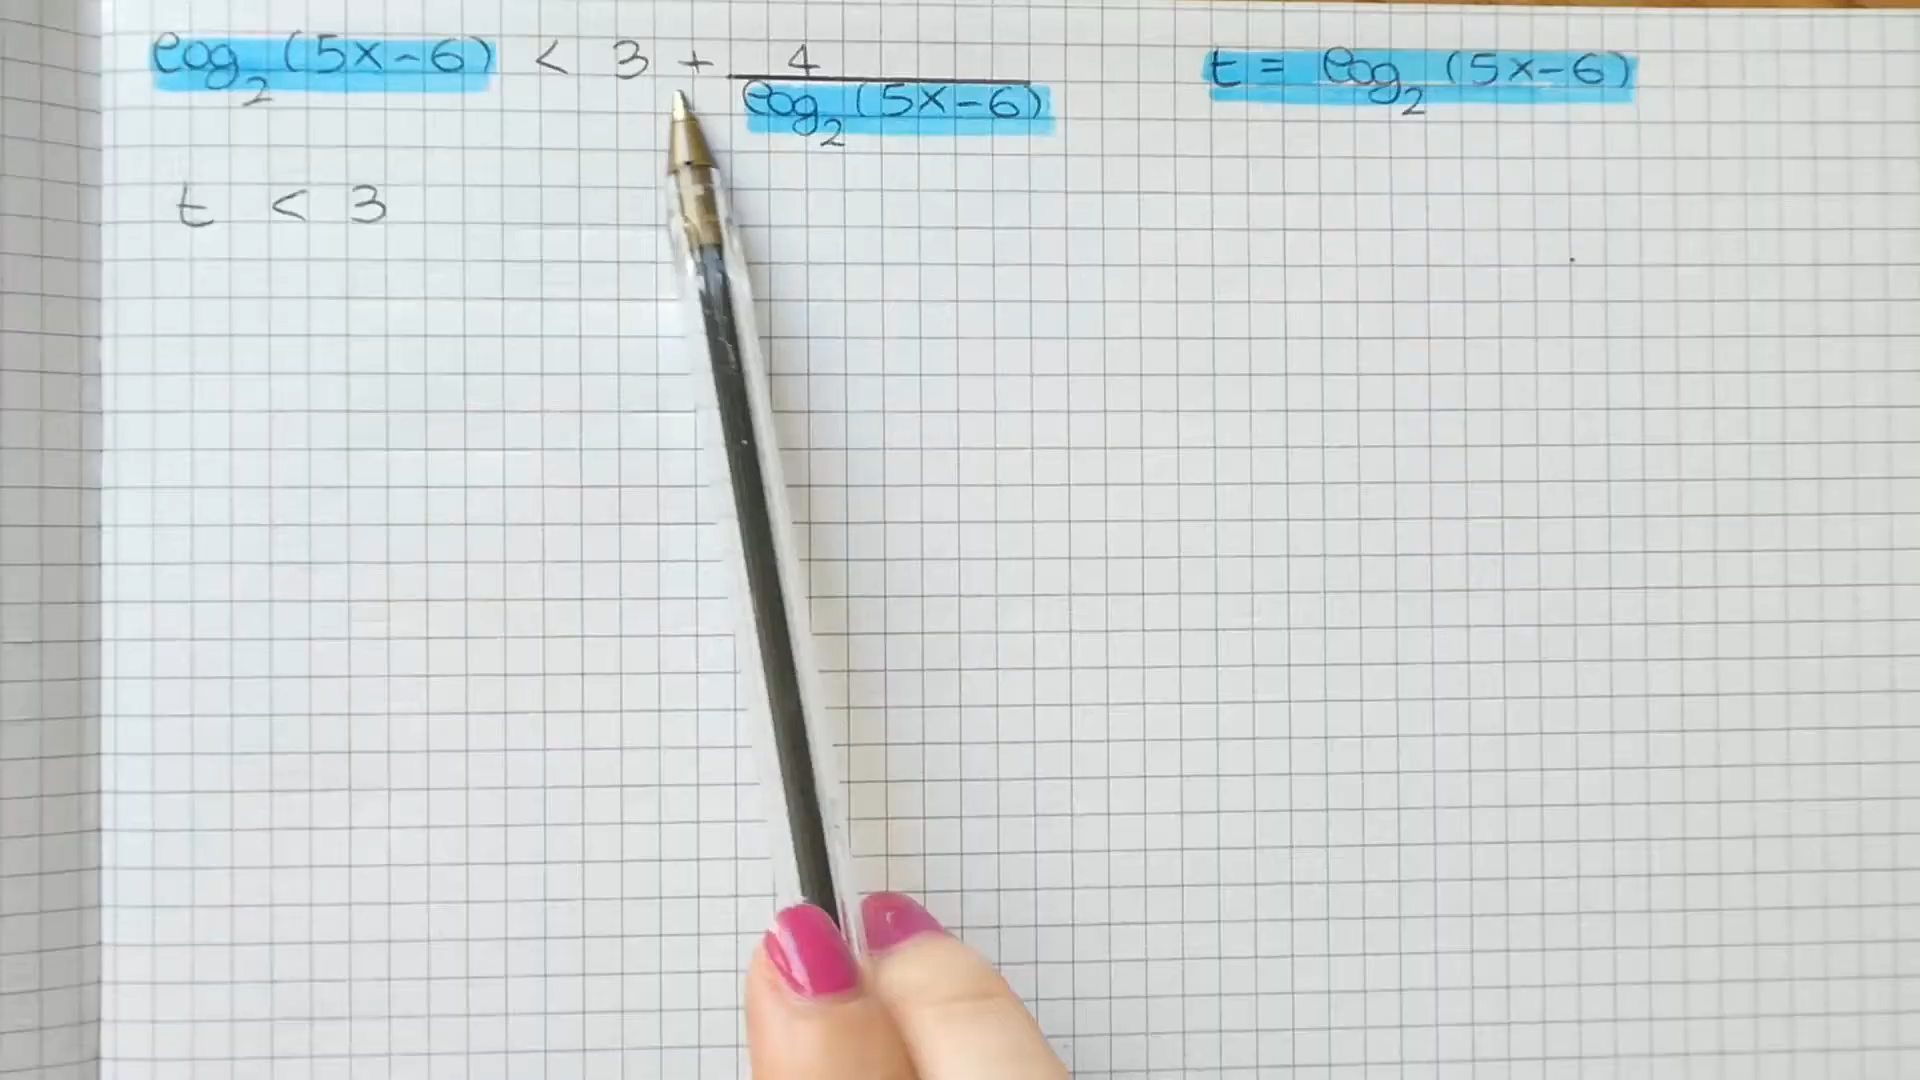 log₂ (5x-6) < 3 + 4
log₂ (5x-6)
t = log₂ (5x-6)
t < 3